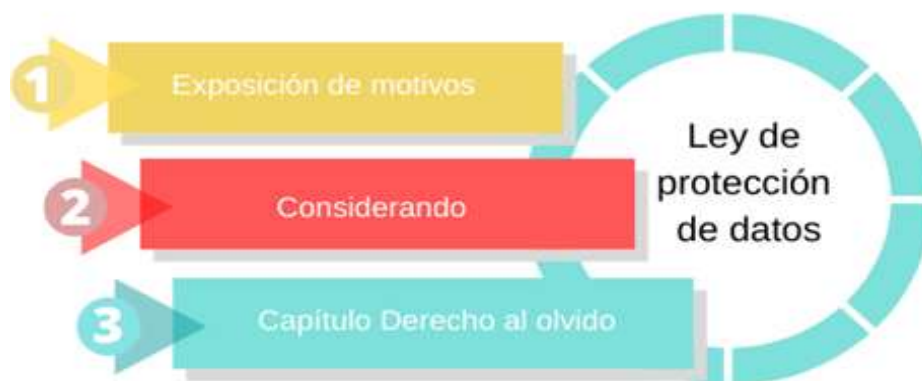 1
Exposición de motivos
2
Considerando
3
Capítulo Derecho al olvido
Ley de
protección
de datos